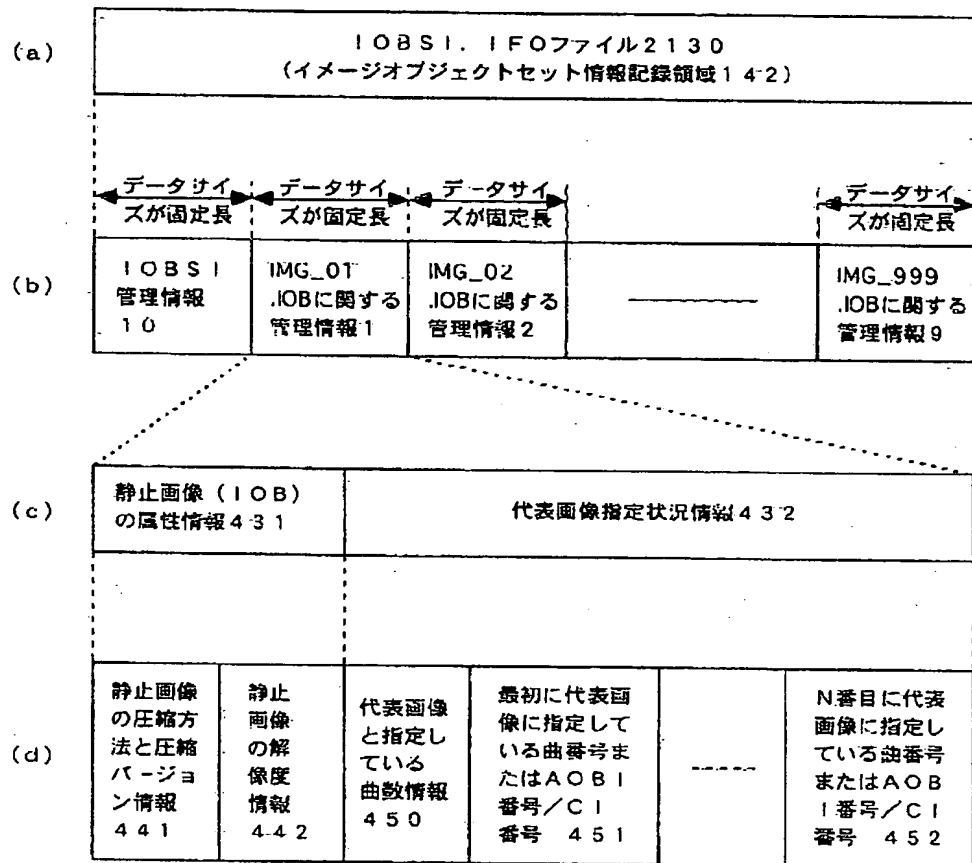 (a)
IOBSI. IFOファイル2130
(イメージオブジェクトセット情報記録領域142)
データサイ
ズが固定長
データサイ
ズが固定長
データサイ
ズが固定長
データサイ
ズが固定長
(b)
IOBSI
管理情報
10
IMG_01
.IOBに関する
管理情報1
IMG_02
.IOBに関する
管理情報2
IMG_999
.IOBに関する
管理情報9
(c)
静止画像(IOB)
の属性情報431
代表画像指定状況情報432
(d)
静止画像
の圧縮方
法と圧縮
バージョ
ン情報
441
静止
画像
の解
像度
情報
442
代表画像
と指定し
ている
曲数情報
450
最初に代表画
像に指定して
いる曲番号ま
たはAOBI
番号/CI
番号 451
N番目に代表
画像に指定し
ている曲番号
またはAOB
I番号/CI
番号 452